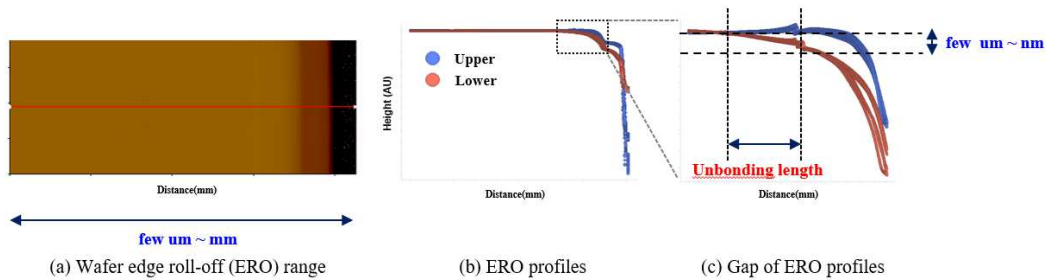 Distance(mm)
few um ~ mm
(a) Wafer edge roll-off (ERO) range
Height (AU)
Upper
Lower
Distance(mm)
(b) ERO profiles
few um ~ nm
Unbonding length
Distance(mm)
(c) Gap of ERO profiles